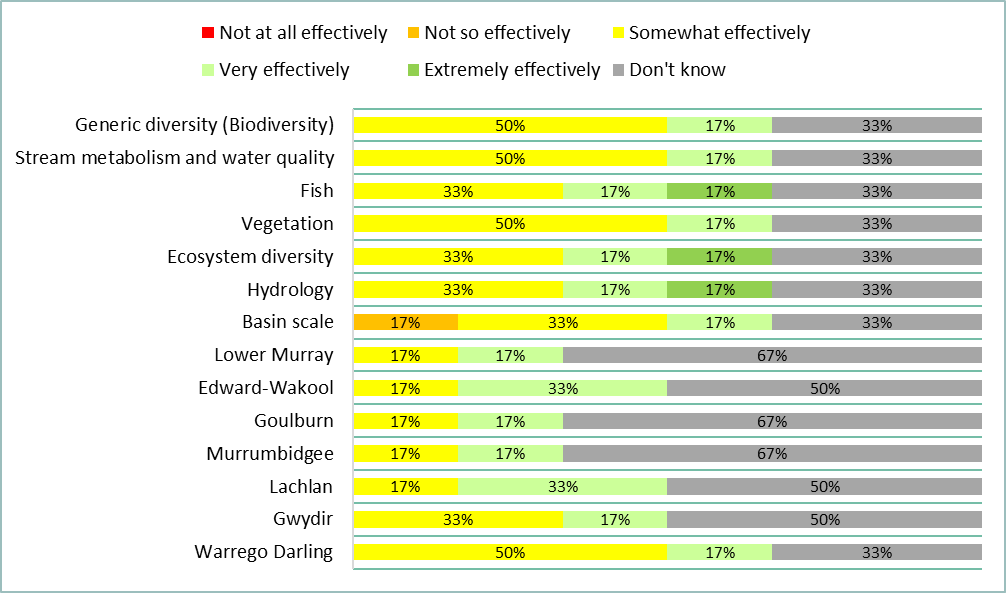 Not at all effectively Not so effectively Somewhat effectively
Very effectively Extremely effectively Don't know
Generic diversity (Biodiversity) 50% 17% 33%
Stream metabolism and water quality 50% 17% 33%
Fish 33% 17% 17% 33%
Vegetation 50% 17% 33%
Ecosystem diversity 33% 17% 17% 33%
Hydrology 33% 17% 17% 33%
Basin scale 17% 33% 17% 33%
Lower Murray 17% 17% 67%
Edward-Wakool 17% 33% 50%
Goulburn 17% 17% 67%
Murrumbidgee 17% 17% 67%
Lachlan 17% 33% 50%
Gwydir 33% 17% 50%
Warrego Darling 50% 17% 33%